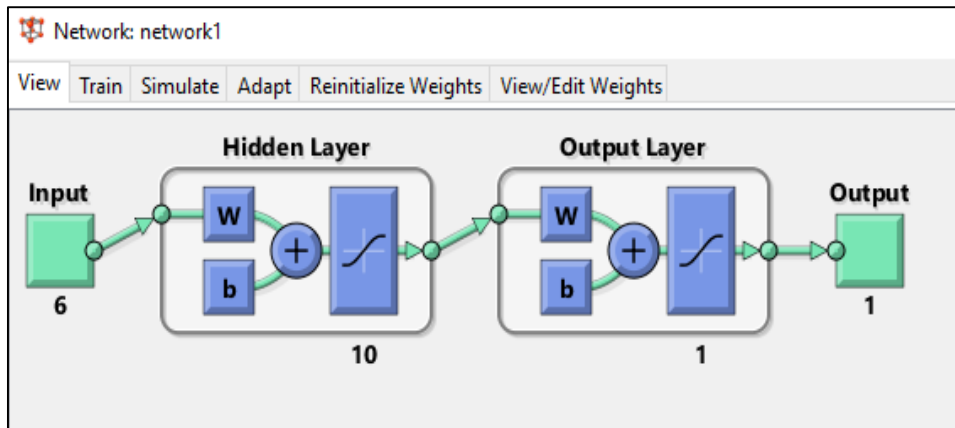 Network: network1
View Train Simulate Adapt Reinitialize Weights View/Edit Weights
Hidden Layer Output Layer
Input Output
W W
b b
6 1
10 1